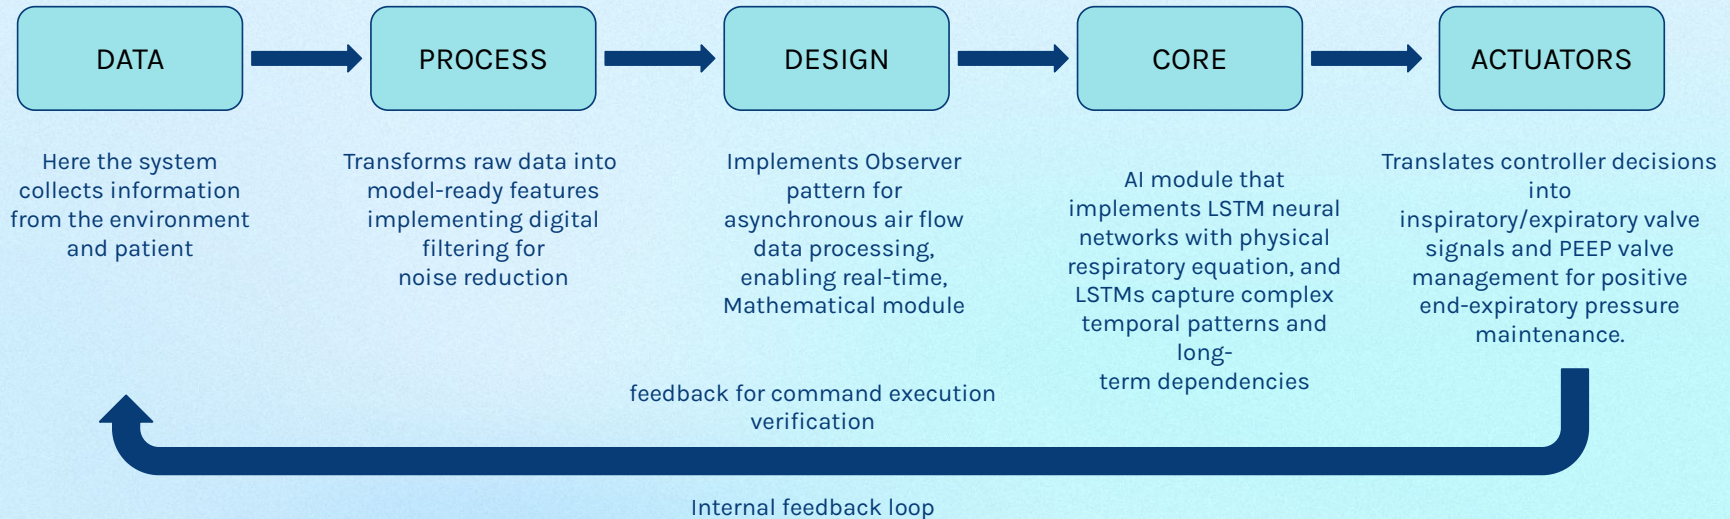 DATA
PROCESS
DESIGN
CORE
ACTUATORS
Here the system
collects information
from the environment
and patient
Transforms raw data into
model-ready features
implementing digital
filtering for
noise reduction
Implements Observer
pattern for
asynchronous air flow
data processing,
enabling real-time,
Mathematical module
AI module that
implements LSTM neural
networks with physical
respiratory equation, and
LSTMs capture complex
temporal patterns and
long-
term dependencies
Translates controller decisions
into
inspiratory/expiratory valve
signals and PEEP valve
management for positive
end-expiratory pressure
maintenance.
feedback for command execution
verification
Internal feedback loop